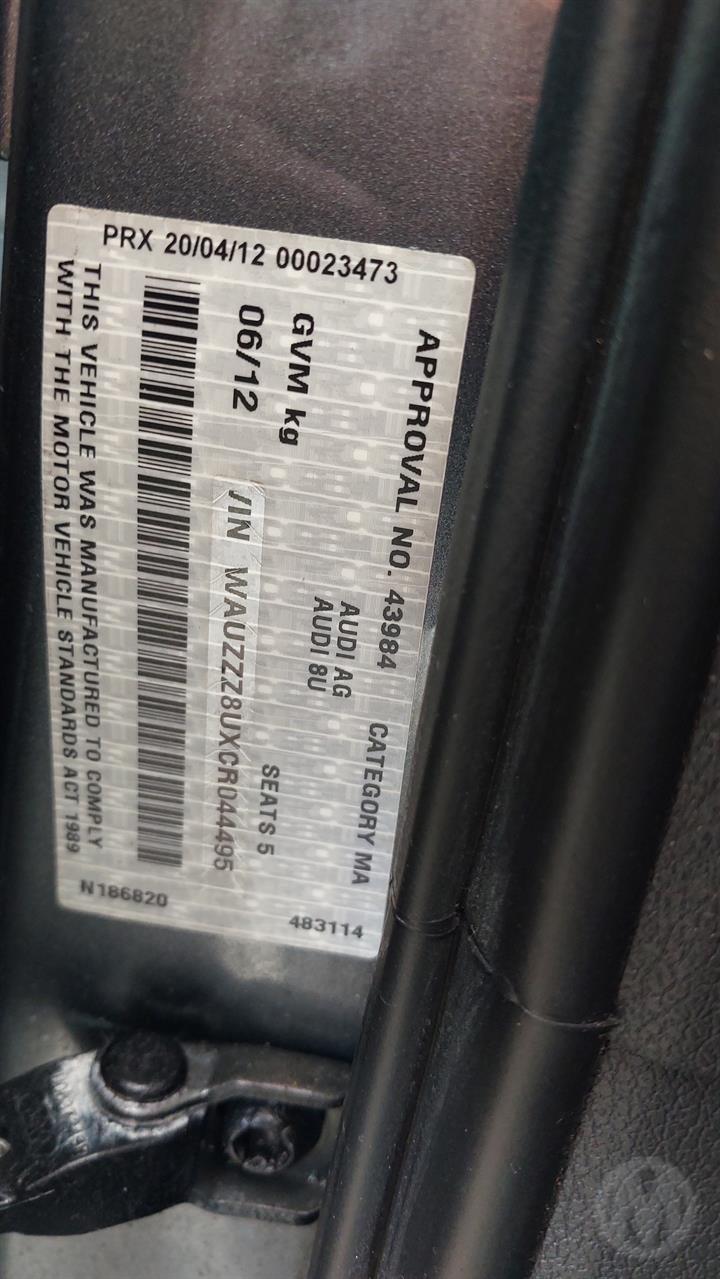 PRX 20/04/12 00023473
APPROVAL NO. 43984 CATEGORY MA
AUDI AG
AUDI 8U
GVM kg
SEATS 5
06/12
VIN WAUZZZ8UXCR044495
THIS VEHICLE WAS MANUFACTURED TO COMPLY
WITH THE MOTOR VEHICLE STANDARDS ACT 1989
N186820
483114